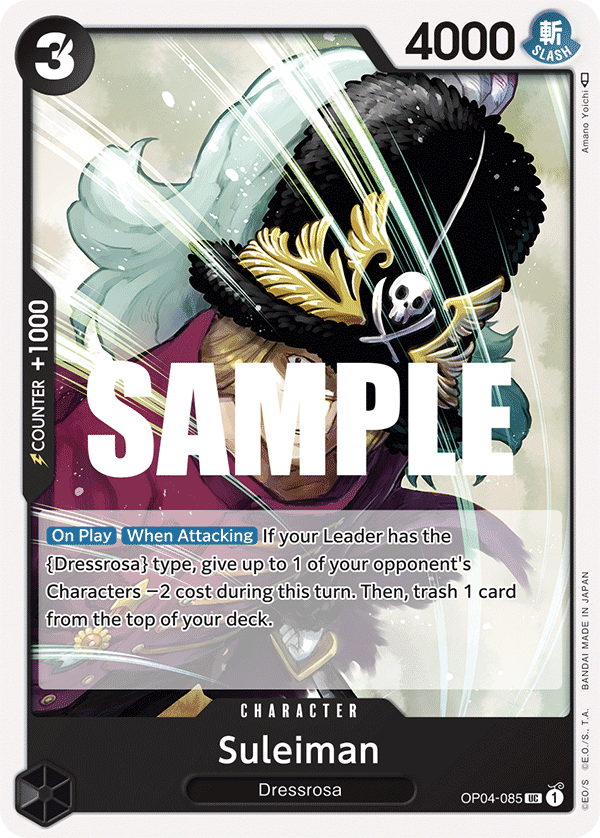 3
4000
斬
SLASH
Amano Yoichi
COUNTER +1000
SAMPLE
On Play When Attacking If your Leader has the
{Dressrosa} type, give up to 1 of your opponent's
Characters −2 cost during this turn. Then, trash 1 card
from the top of your deck.
CHARACTER
Suleiman
Dressrosa
OP04-085 UC 1
©EO/S ©E.O./S., T.A. BANDAI MADE IN JAPAN